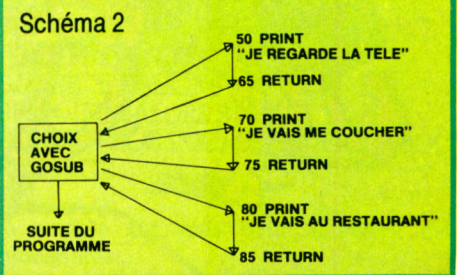 Schéma 2
50 PRINT
"JE REGARDE LA TELE"
65 RETURN
CHOIX
AVEC
GOSUB
70 PRINT
"JE VAIS ME COUCHER"
75 RETURN
SUITE DU
PROGRAMME
80 PRINT
"JE VAIS AU RESTAURANT"
85 RETURN